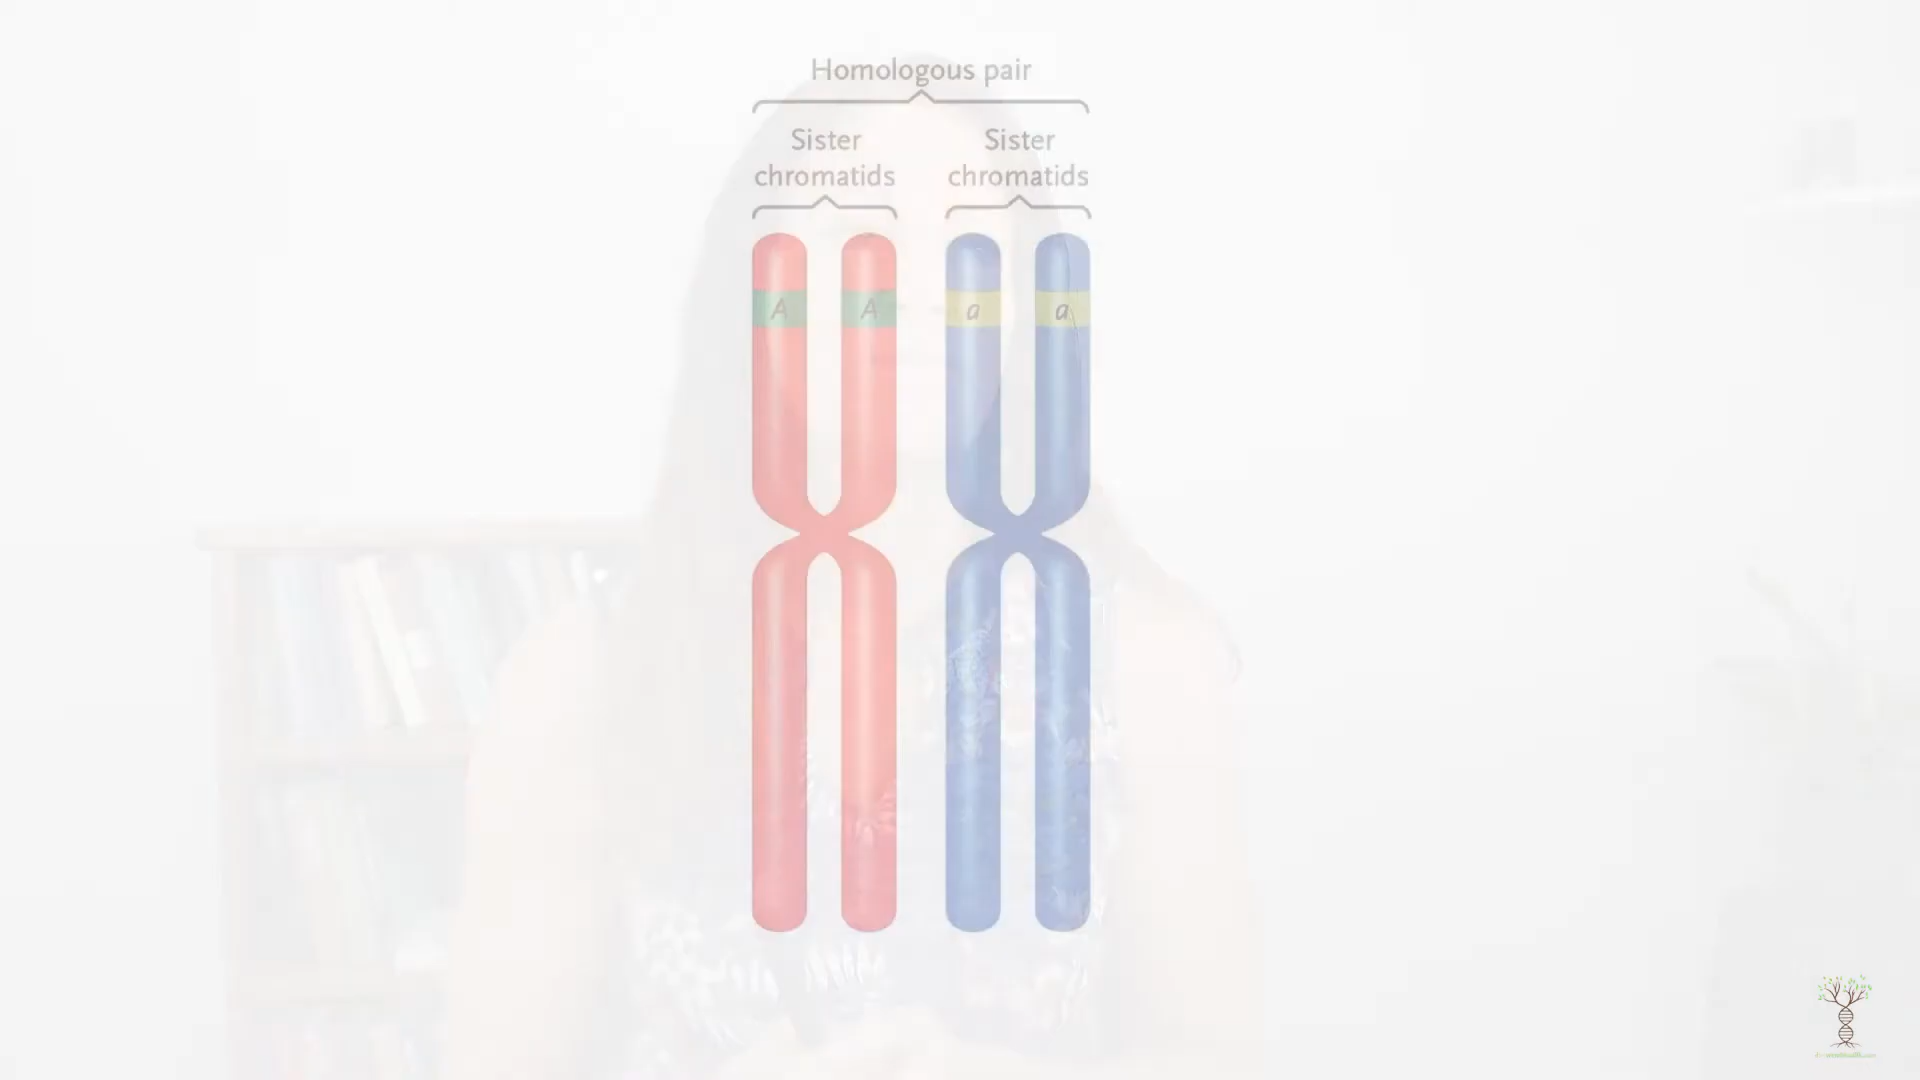 Homologous pair
Sister
chromatids
Sister
chromatids
A
A
a
a